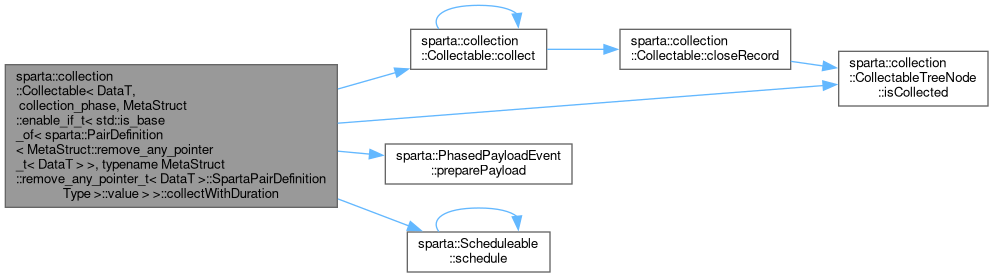 sparta::collection
::Collectable< DataT,
collection_phase, MetaStruct
::enable_if_t< std::is_base
_of< sparta::PairDefinition
< MetaStruct::remove_any_pointer
_t< DataT > >, typename MetaStruct
::remove_any_pointer_t< DataT >::SpartaPairDefinition
Type >::value > >::collectWithDuration
sparta::collection
::Collectable::collect
sparta::collection
::Collectable::closeRecord
sparta::collection
::CollectableTreeNode
::isCollected
sparta::PhasedPayloadEvent
::preparePayload
sparta::Scheduleable
::schedule